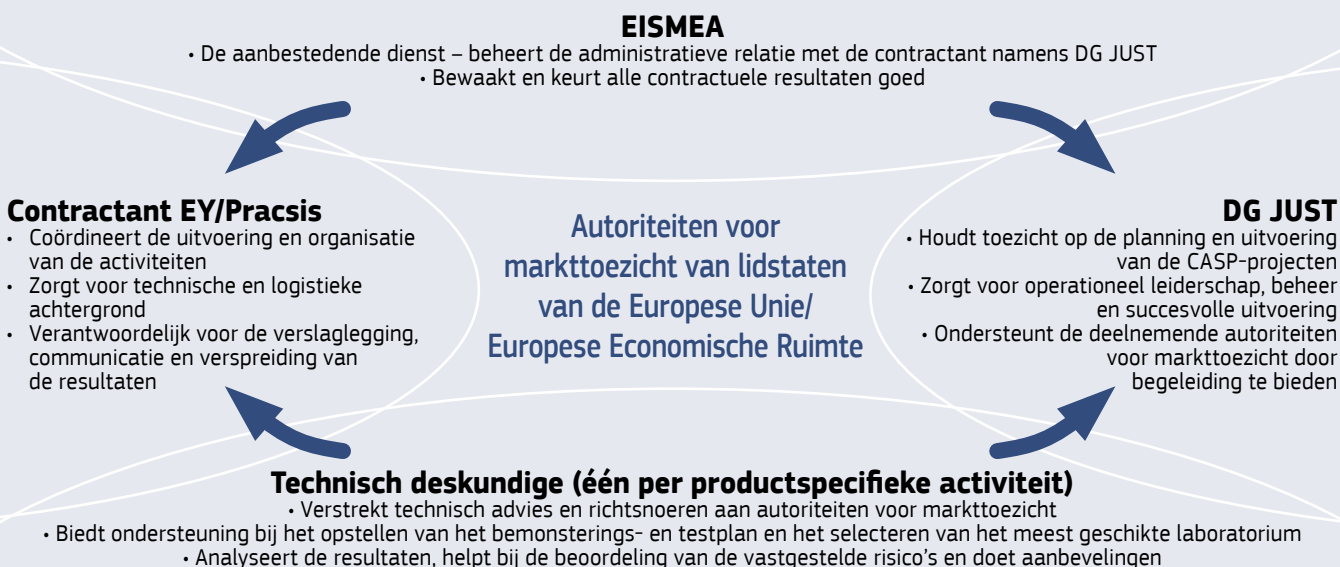 EISMEA
• De aanbestedende dienst – beheert de administratieve relatie met de contractant namens DG JUST
• Bewaakt en keurt alle contractuele resultaten goed
Contractant EY/Pracsis
• Coördineert de uitvoering en organisatie
van de activiteiten
• Zorgt voor technische en logistieke
achtergrond
• Verantwoordelijk voor de verslaglegging,
communicatie en verspreiding van
de resultaten
Autoriteiten voor
markttoezicht van lidstaten
van de Europese Unie/
Europese Economische Ruimte
DG JUST
• Houdt toezicht op de planning en uitvoering
van de CASP-projecten
• Zorgt voor operationeel leiderschap, beheer
en succesvolle uitvoering
• Ondersteunt de deelnemende autoriteiten
voor markttoezicht door
begeleiding te bieden
Technisch deskundige (één per productspecifieke activiteit)
• Verstrekt technisch advies en richtsnoeren aan autoriteiten voor markttoezicht
• Biedt ondersteuning bij het opstellen van het bemonsterings- en testplan en het selecteren van het meest geschikte laboratorium
• Analyseert de resultaten, helpt bij de beoordeling van de vastgestelde risico's en doet aanbevelingen